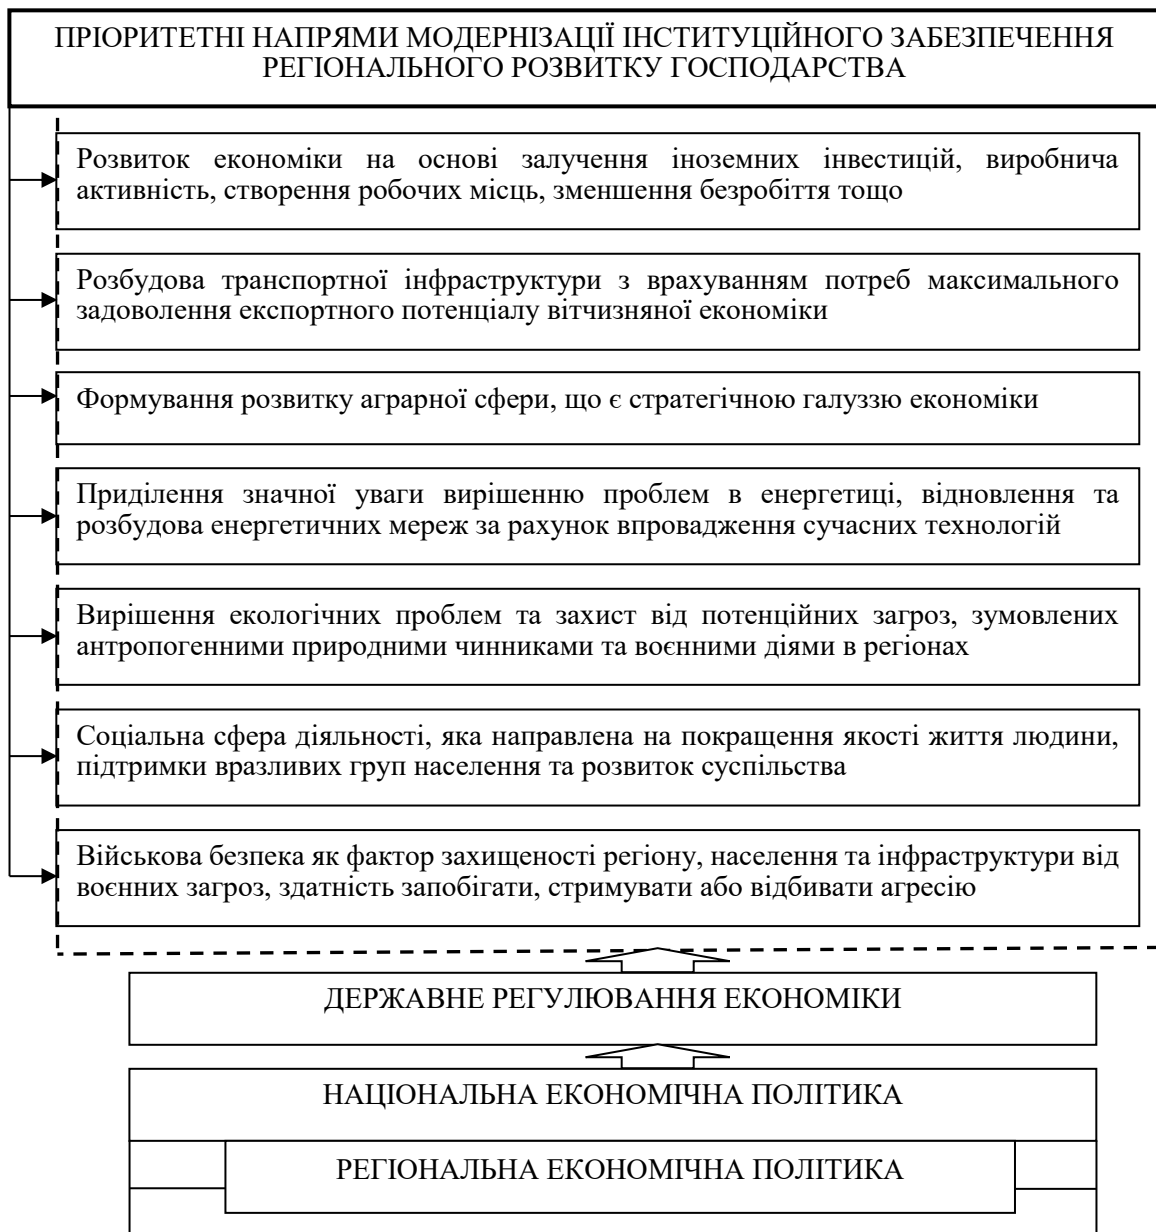 ПРІОРИТЕТНІ НАПРЯМИ МОДЕРНІЗАЦІЇ ІНСТИТУЦІЙНОГО ЗАБЕЗПЕЧЕННЯ
РЕГІОНАЛЬНОГО РОЗВИТКУ ГОСПОДАРСТВА
Розвиток економіки на основі залучення іноземних інвестицій, виробнича
активність, створення робочих місць, зменшення безробіття тощо
Розбудова транспортної інфраструктури з врахуванням потреб максимального
задоволення експортного потенціалу вітчизняної економіки
Формування розвитку аграрної сфери, що є стратегічною галуззю економіки
Приділення значної уваги вирішенню проблем в енергетиці, відновлення та
розбудова енергетичних мереж за рахунок впровадження сучасних технологій
Вирішення екологічних проблем та захист від потенційних загроз, зумовлених
антропогенними природними чинниками та воєнними діями в регіонах
Соціальна сфера діяльності, яка направлена на покращення якості життя людини,
підтримки вразливих груп населення та розвиток суспільства
Військова безпека як фактор захищеності регіону, населення та інфраструктури від
воєнних загроз, здатність запобігати, стримувати або відбивати агресію
ДЕРЖАВНЕ РЕГУЛЮВАННЯ ЕКОНОМІКИ
НАЦІОНАЛЬНА ЕКОНОМІЧНА ПОЛІТИКА
РЕГІОНАЛЬНА ЕКОНОМІЧНА ПОЛІТИКА